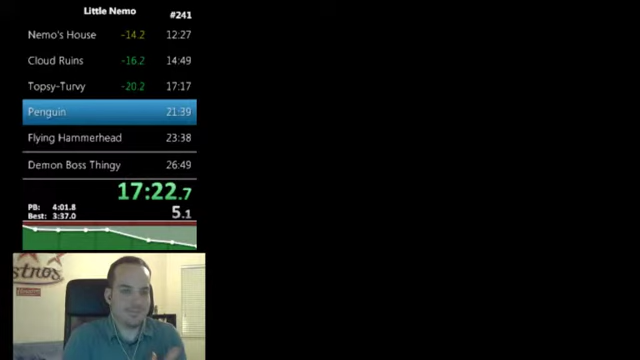 Little Nemo
#241
Nemo's House -14.2 12:27
Cloud Ruins -16.2 14:49
Topsy-Turvy -20.2 17:17
Penguin 21:39
Flying Hammerhead 23:38
Demon Boss Thingy 26:49
17:22.7
PB: 4:01.8
Best: 3:37.0
5.1
stros